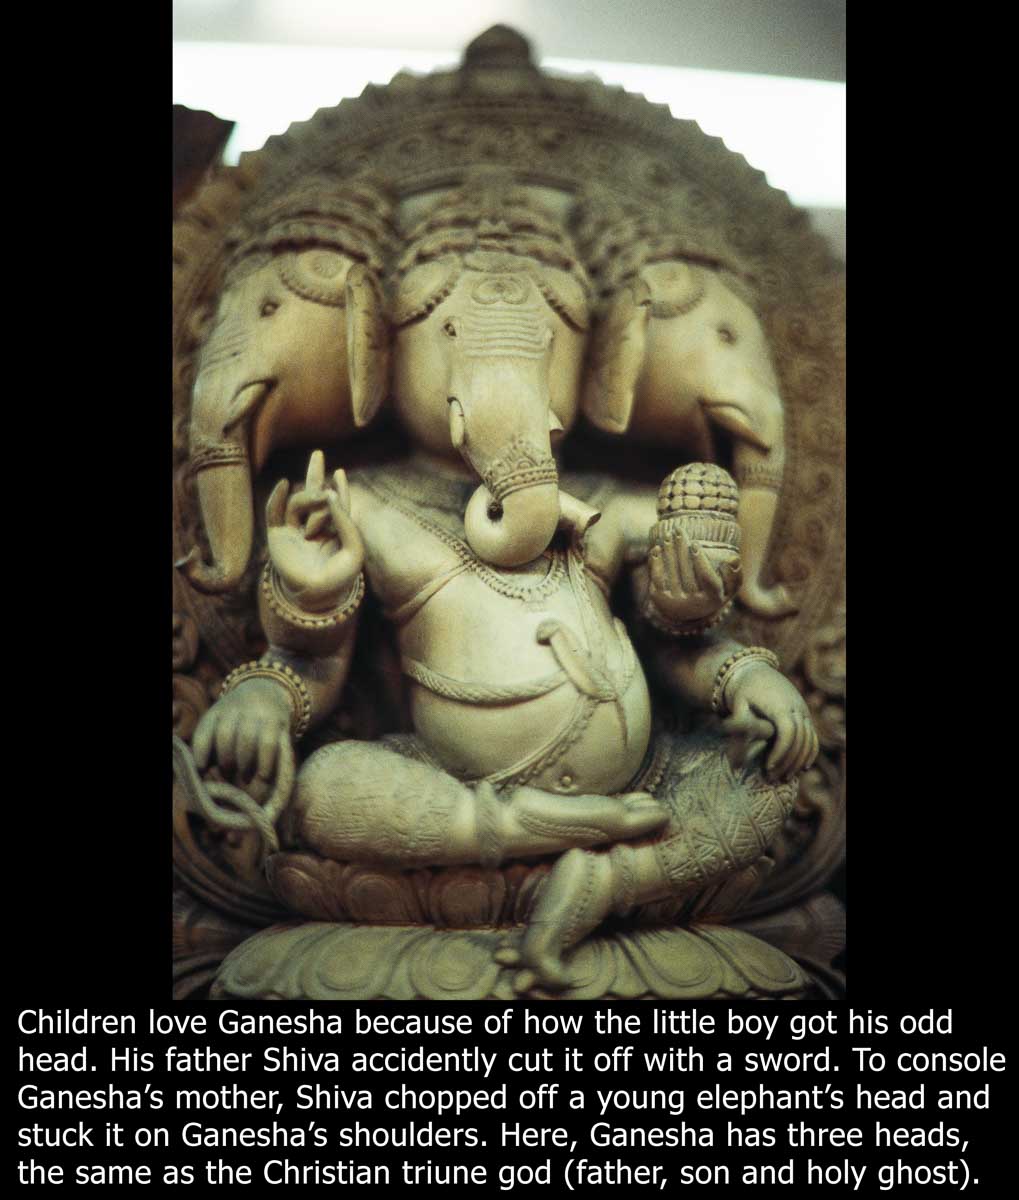 Children love Ganesha because of how the little boy got his odd
head. His father Shiva accidently cut it off with a sword. To console
Ganesha’s mother, Shiva chopped off a young elephant’s head and
stuck it on Ganesha’s shoulders. Here, Ganesha has three heads,
the same as the Christian triune god (father, son and holy ghost).